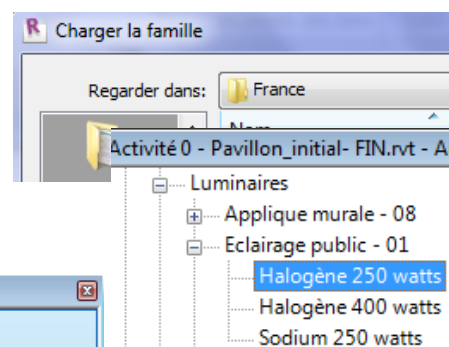 Charger la famille
Regarder dans: France
Activité 0 - Pavillon_initial- FIN.rvt - A
Luminaires
Applique murale - 08
Eclairage public - 01
Halogène 250 watts
Halogène 400 watts
Sodium 250 watts